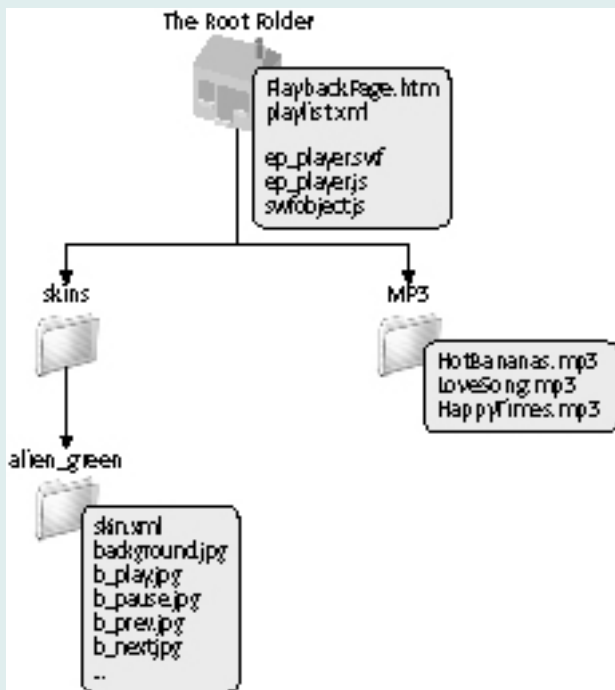 The Root Folder
PlaybackPage.htm
playlist.xml
ep_player.swf
ep_player.js
swfobject.js
skins
MP3
HotBananas.mp3
LoveSong.mp3
HappyTimes.mp3
alien_green
skin.xml
background.jpg
b_play.jpg
b_pause.jpg
b_prev.jpg
b_next.jpg
...